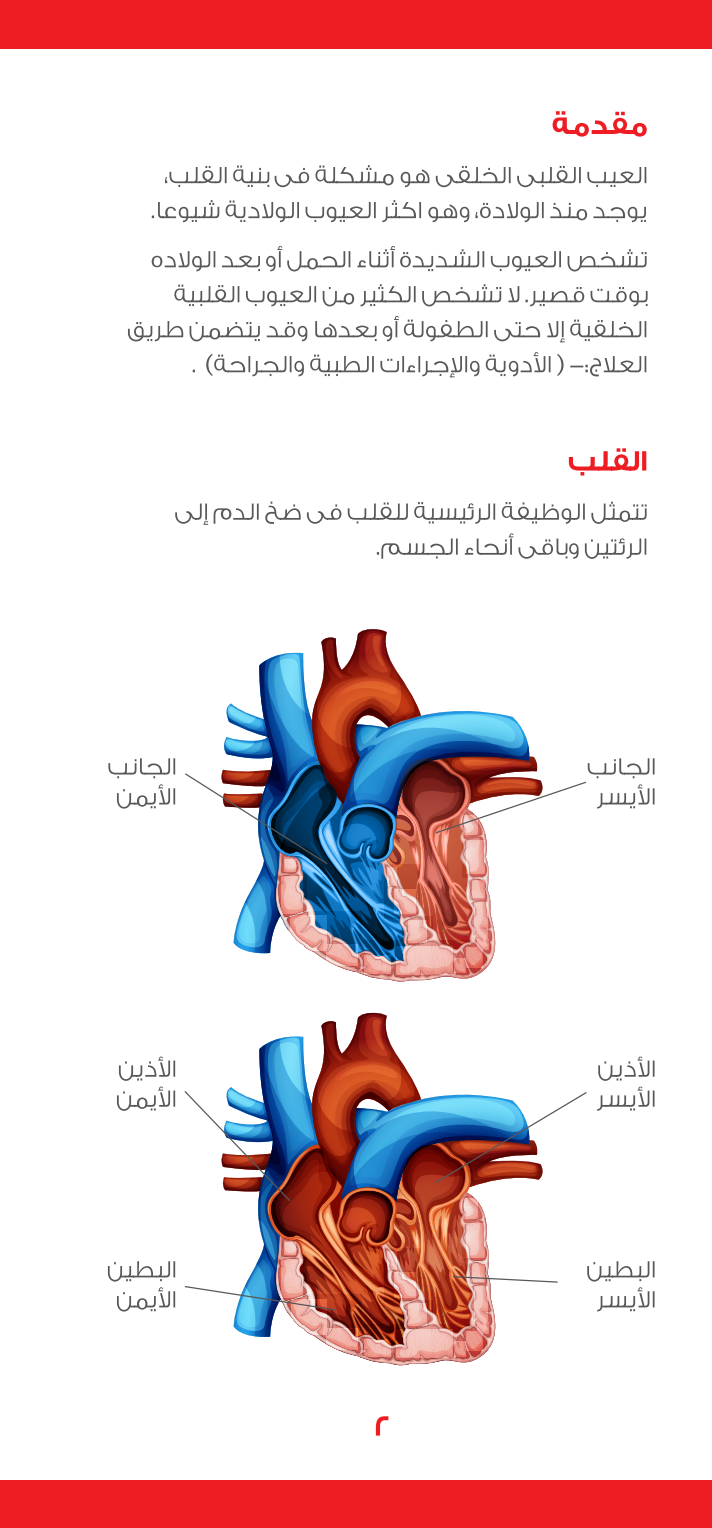 مقدمة
العيب القلبى الخلقى هو مشكلة فى بنية القلب،
يوجد منذ الولادة، وهو اكثر العيوب الولادية شيوعا.
تشخص العيوب الشديدة أثناء الحمل أو بعد الولاده
بوقت قصير. لا تشخص الكثير من العيوب القلبية
الخلقية إلا حتى الطفولة أو بعدها وقد يتضمن طريق
العلاج:– ( الأدوية والإجراءات الطبية والجراحة) .
القلب
تتمثل الوظيفة الرئيسية للقلب فى ضخ الدم إلى
الرئتين وباقى أنحاء الجسم.
الجانب
الأيسر
الجانب
الأيمن
الأذين
الأيسر
الأذين
الأيمن
البطين
الأيسر
البطين
الأيمن
٢